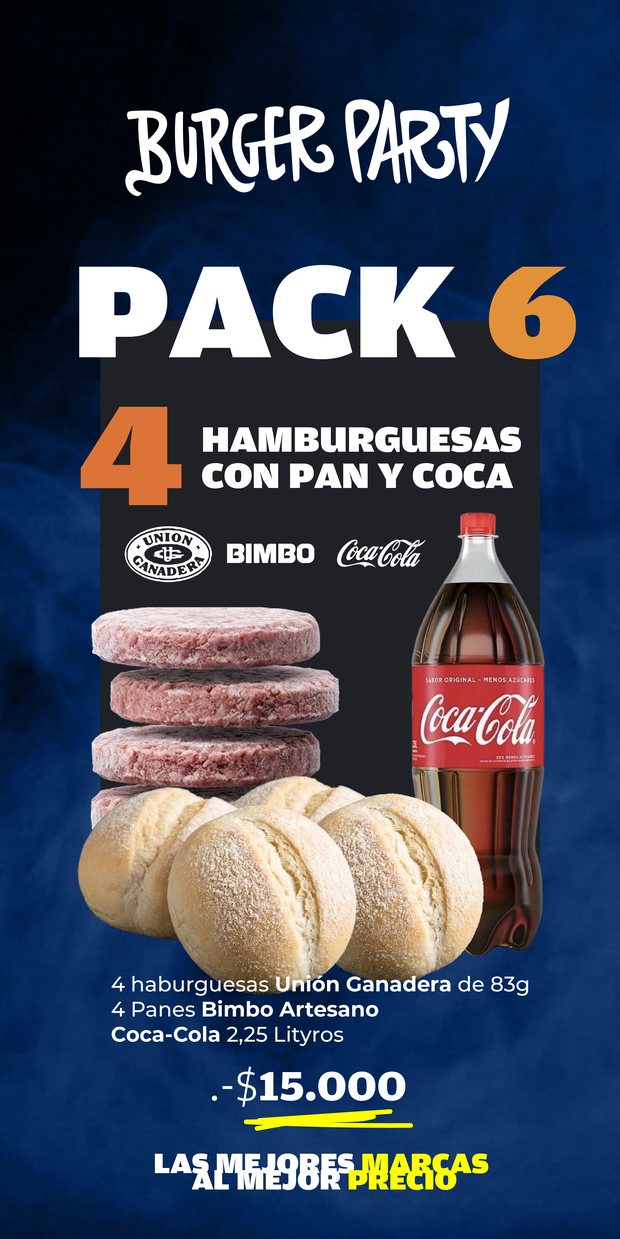 BURGER PARTY
PACK 6
4 HAMBURGUESAS
CON PAN Y COCA
UNION GANADERA
BIMBO
Coca-Cola
SABOR ORIGINAL - MENOS AZÚCARES
Coca-Cola
4 haburguesas Unión Ganadera de 83g
4 Panes Bimbo Artesano
Coca-Cola 2,25 Lityros
.-$15.000
LAS MEJORES MARCAS
AL MEJOR PRECIO